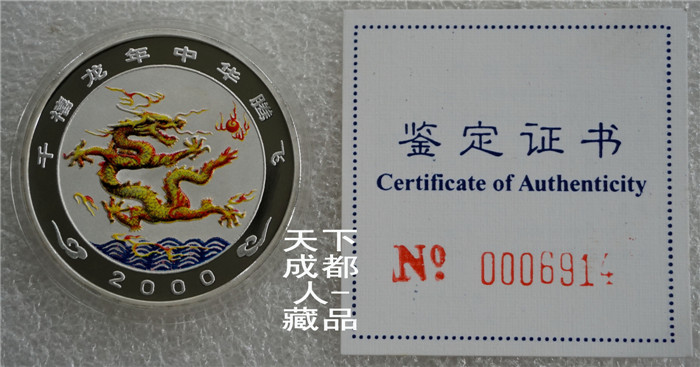 千禧龙年中华腾飞
2000
鉴定证书
Certificate of Authenticity
№ 0006914
天下
成都
人-
藏品